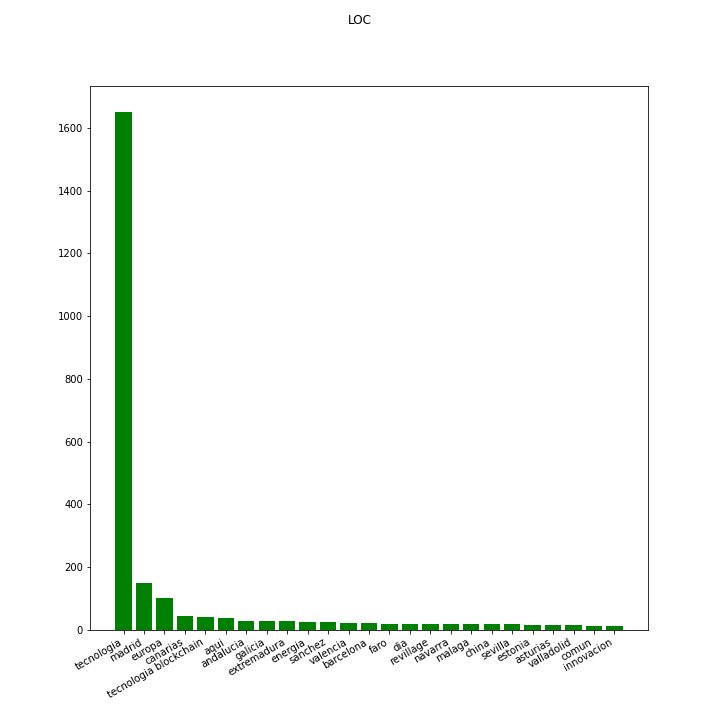 LOC
1600
1400
1200
1000
800
600
400
200
0
tecnologia
madrid
europa
canarias
tecnologia blockchain
aqui
andalucia
galicia
extremadura
energia
sanchez
valencia
barcelona
faro
dia
revillage
navarra
malaga
china
sevilla
estonia
asturias
valladolid
comun
innovacion